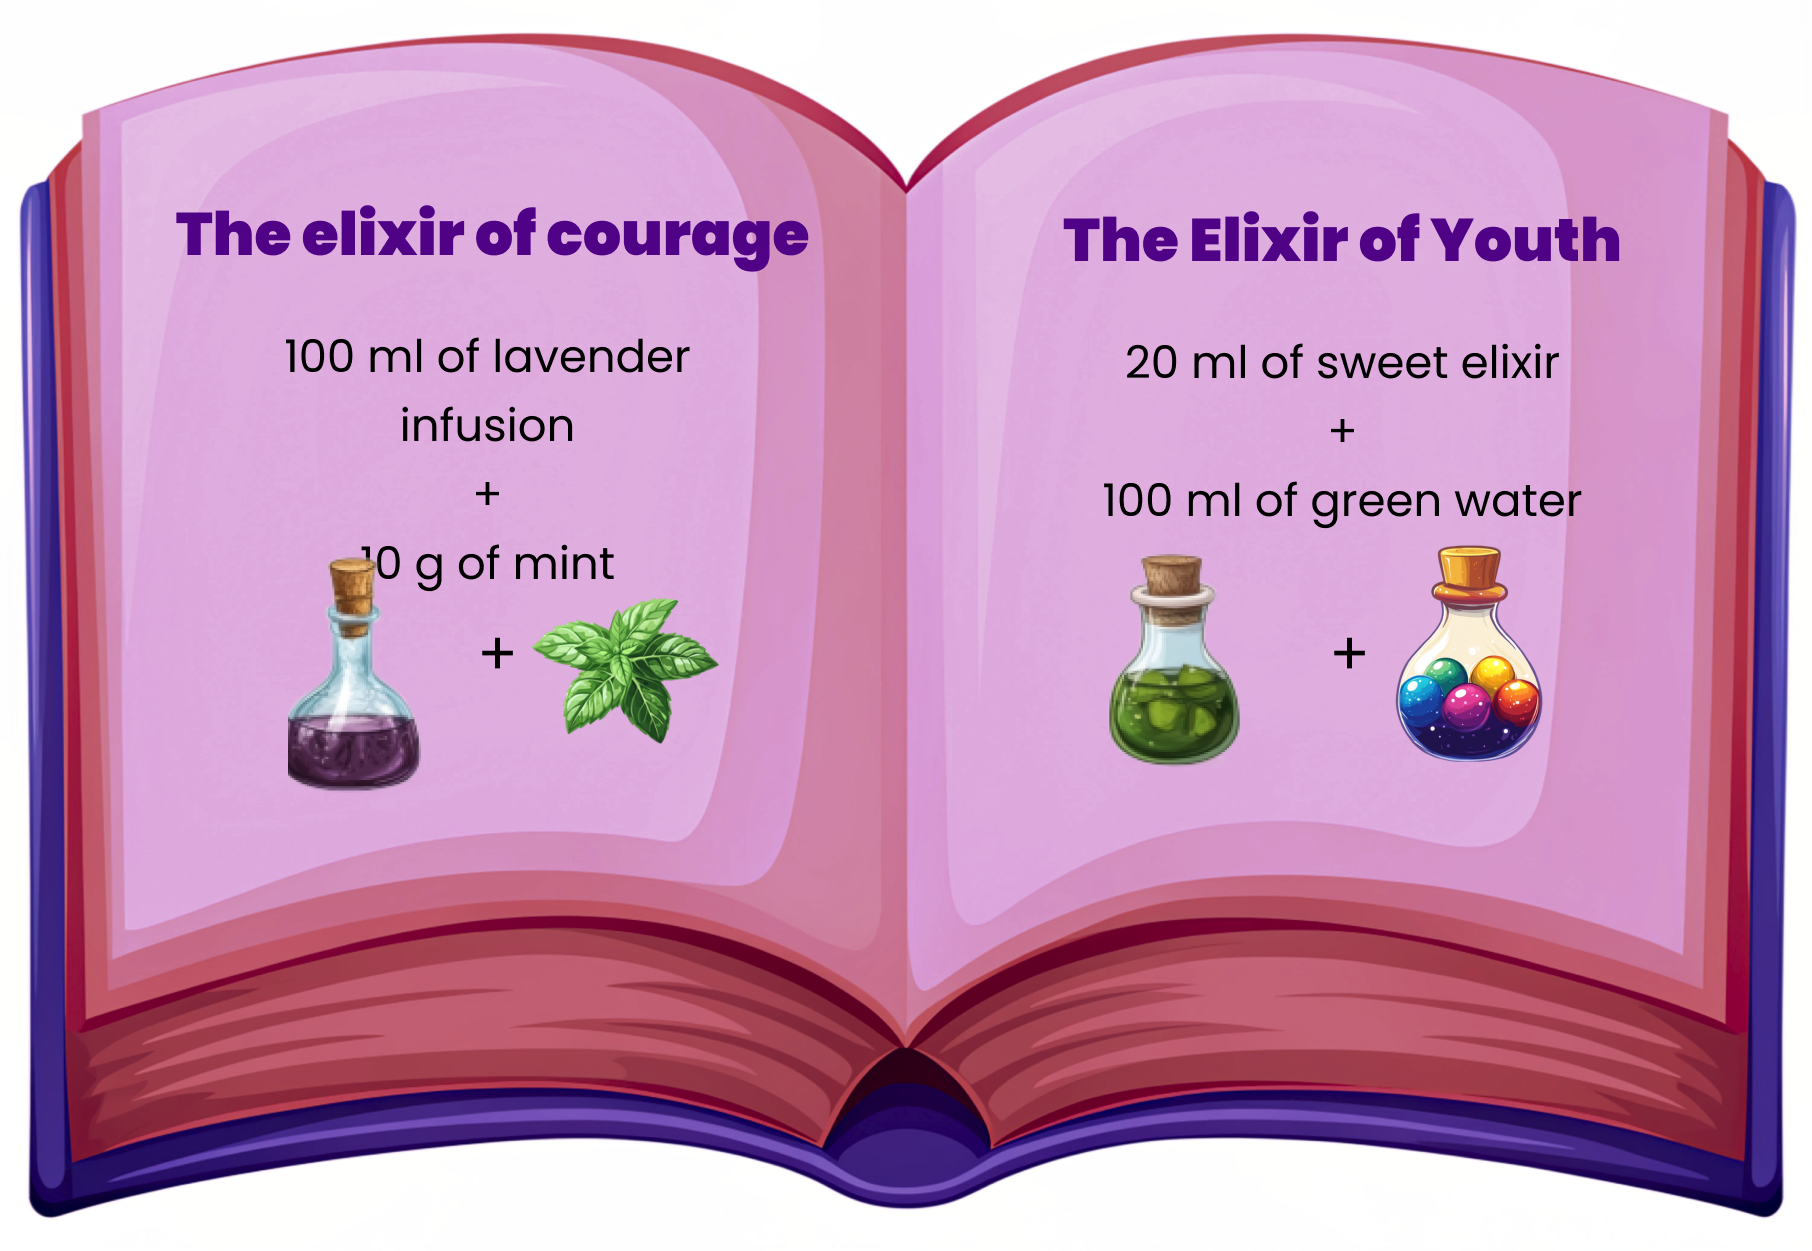 The elixir of courage
100 ml of lavender
infusion
+
10 g of mint
+
The Elixir of Youth
20 ml of sweet elixir
+
100 ml of green water
+